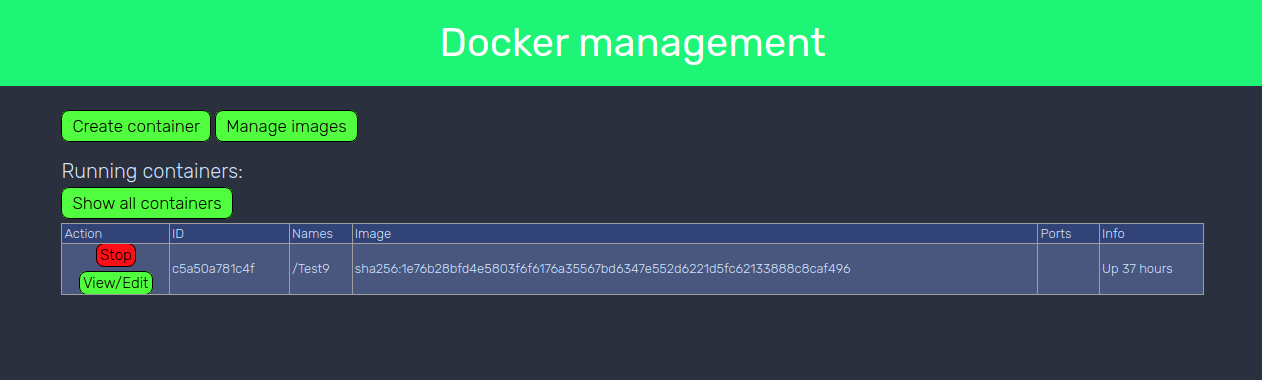 Docker management
Create container Manage images
Running containers:
Show all containers
Action ID Names Image Ports Info
Stop
c5a50a781c4f /Test9 sha256:1e76b28bfd4e5803f6f6176a35567bd6347e552d6221d5fc62133888c8caf496 Up 37 hours
View/Edit